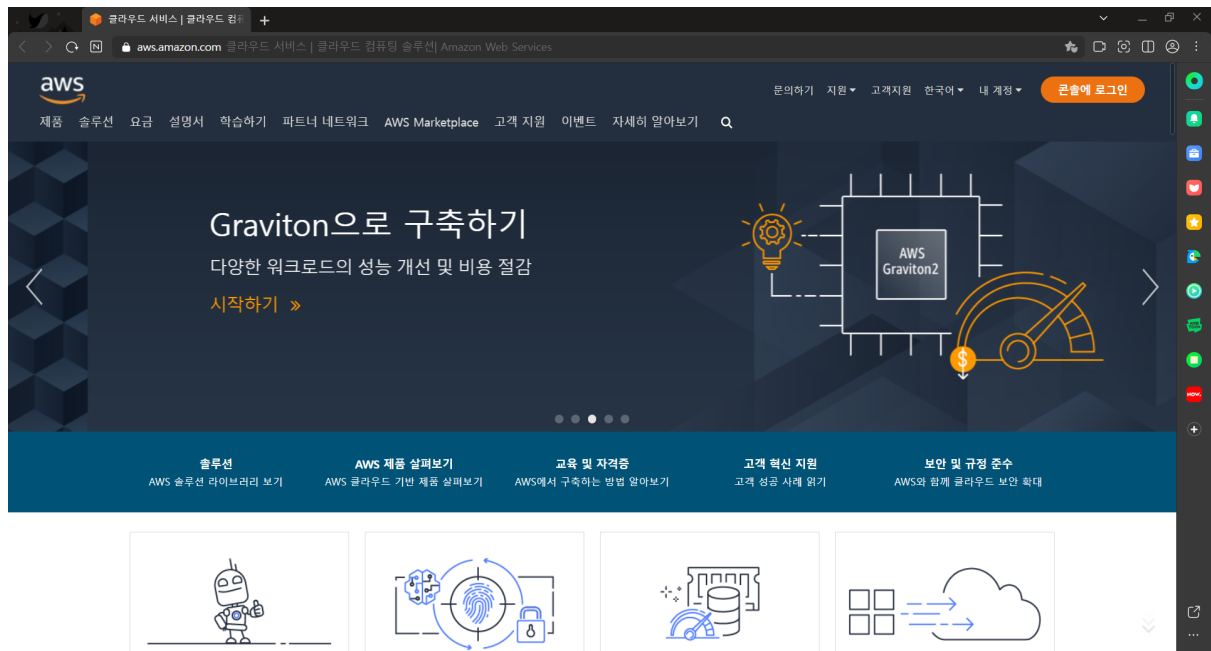 클라우드 서비스 | 클라우드 컴퓨
aws.amazon.com 클라우드 서비스 | 클라우드 컴퓨팅 솔루션| Amazon Web Services
aws
문의하기 지원 고객지원 한국어 내 계정 콘솔에 로그인
제품 솔루션 요금 설명서 학습하기 파트너 네트워크 AWS Marketplace 고객 지원 이벤트 자세히 알아보기
Graviton으로 구축하기
다양한 워크로드의 성능 개선 및 비용 절감
시작하기 »
AWS
Graviton2
$
솔루션 AWS 제품 살펴보기 교육 및 자격증 고객 혁신 지원 보안 및 규정 준수
AWS 솔루션 라이브러리 보기 AWS 클라우드 기반 제품 살펴보기 AWS에서 구축하는 방법 알아보기 고객 성공 사례 읽기 AWS와 함께 클라우드 보안 확대
NOW.